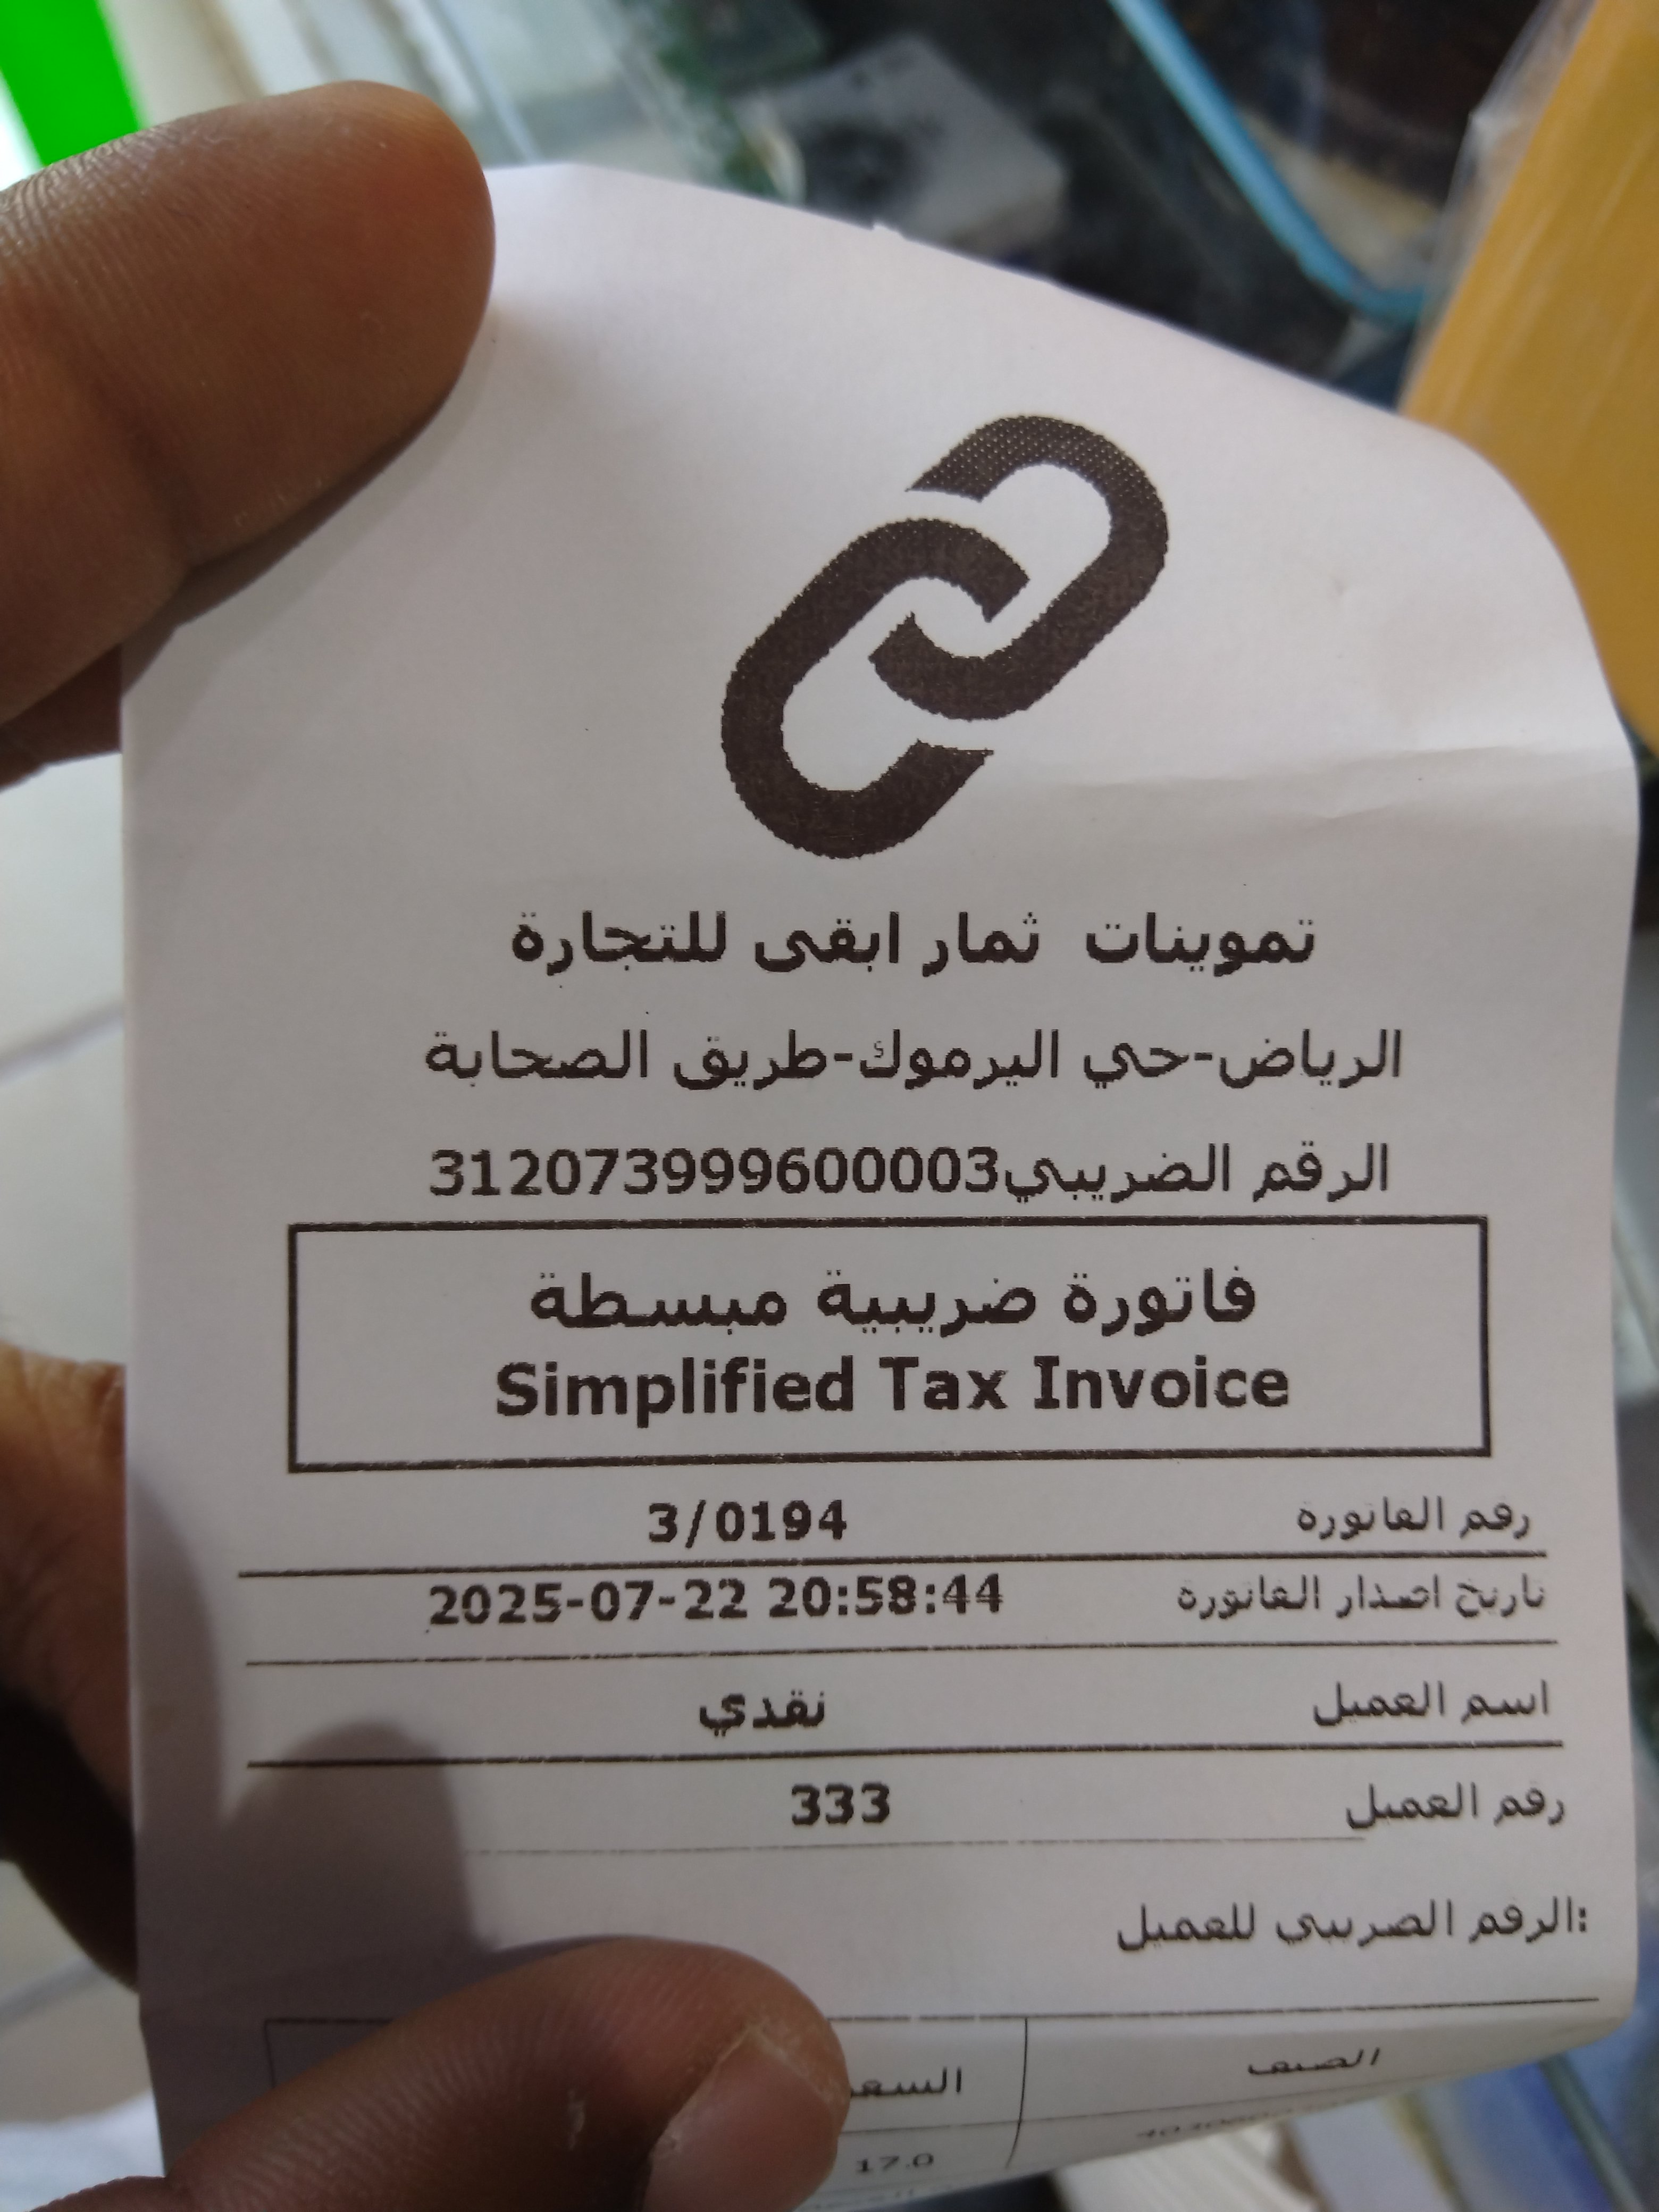 تموينات ثمار ابقى للتجارة
الرياض-حي اليرموك-طريق الصحابة
الرقم الضريبي312073999600003
فاتورة ضريبية مبسطة
Simplified Tax Invoice
رقم الفاتورة 3/0194
تاريخ اصدار الفاتورة 2025-07-22 20:58:44
اسم العميل نقدي
رقم العميل 333
الرقم الضريبي للعميل:
الصنف
17.0